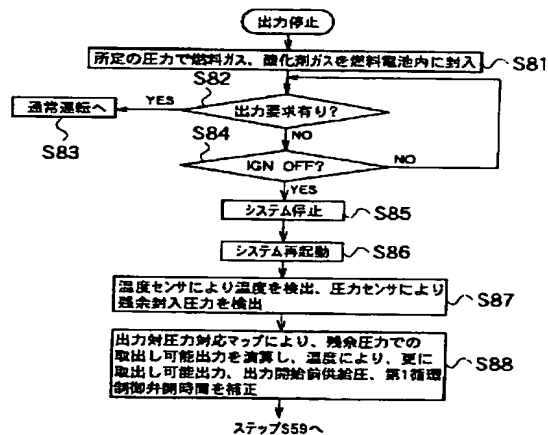 出力停止
所定の圧力で燃料ガス、酸化剤ガスを燃料電池内に封入
S81
S82
出力要求有り?
YES
通常運転へ
S83
NO
S84
IGN OFF?
NO
YES
システム停止
S85
システム再起動
S86
温度センサにより温度を検出、圧力センサにより
残余封入圧力を検出
S87
出力対圧力対応マップにより、残余圧力での
取出し可能出力を演算し、温度により、更に
取出し可能出力、出力開始前供給圧、第1循環
制御弁開時間を補正
S88
ステップS59へ